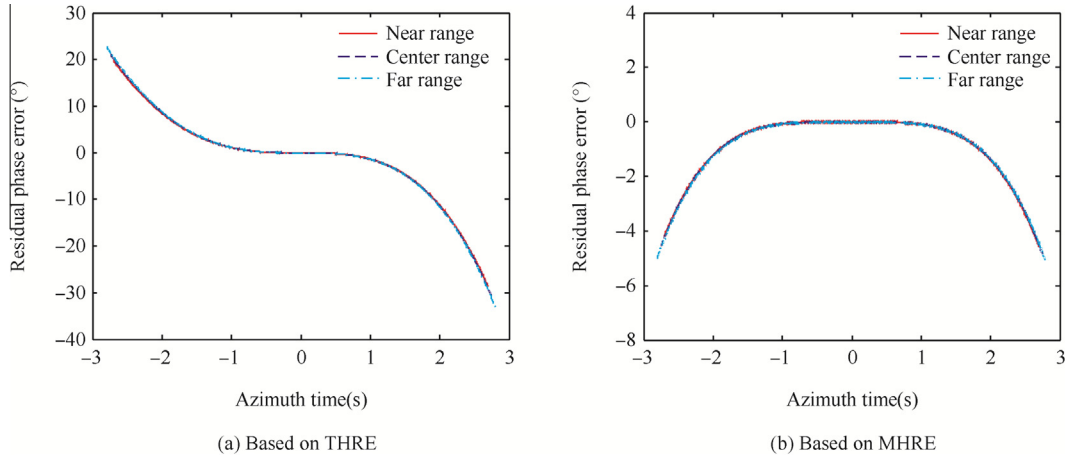 30
20
10
0
–10
–20
–30
–40
–3
–2
–1
0
1
2
3
Residual phase error (°)
Azimuth time(s)
Near range
Center range
Far range
(a) Based on THRE
4
2
0
–2
–4
–6
–8
–3
–2
–1
0
1
2
3
Residual phase error (°)
Azimuth time(s)
Near range
Center range
Far range
(b) Based on MHRE